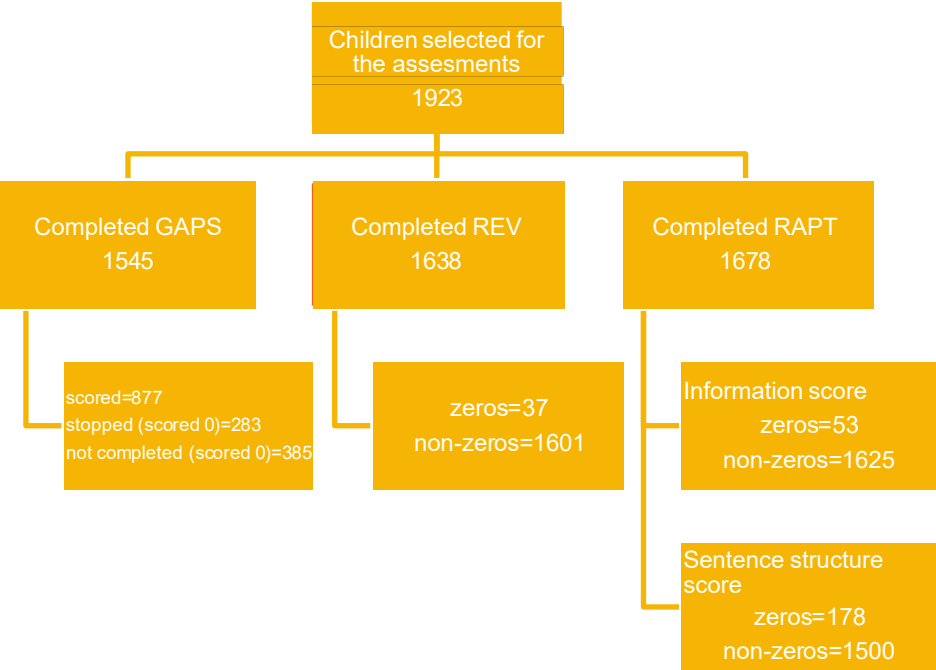 Children selected for
the assesments
1923
Completed GAPS
1545
Completed REV
1638
Completed RAPT
1678
scored=877
stopped (scored 0)=283
not completed (scored 0)=385
zeros=37
non-zeros=1601
Information score
zeros=53
non-zeros=1625
Sentence structure
score
zeros=178
non-zeros=1500